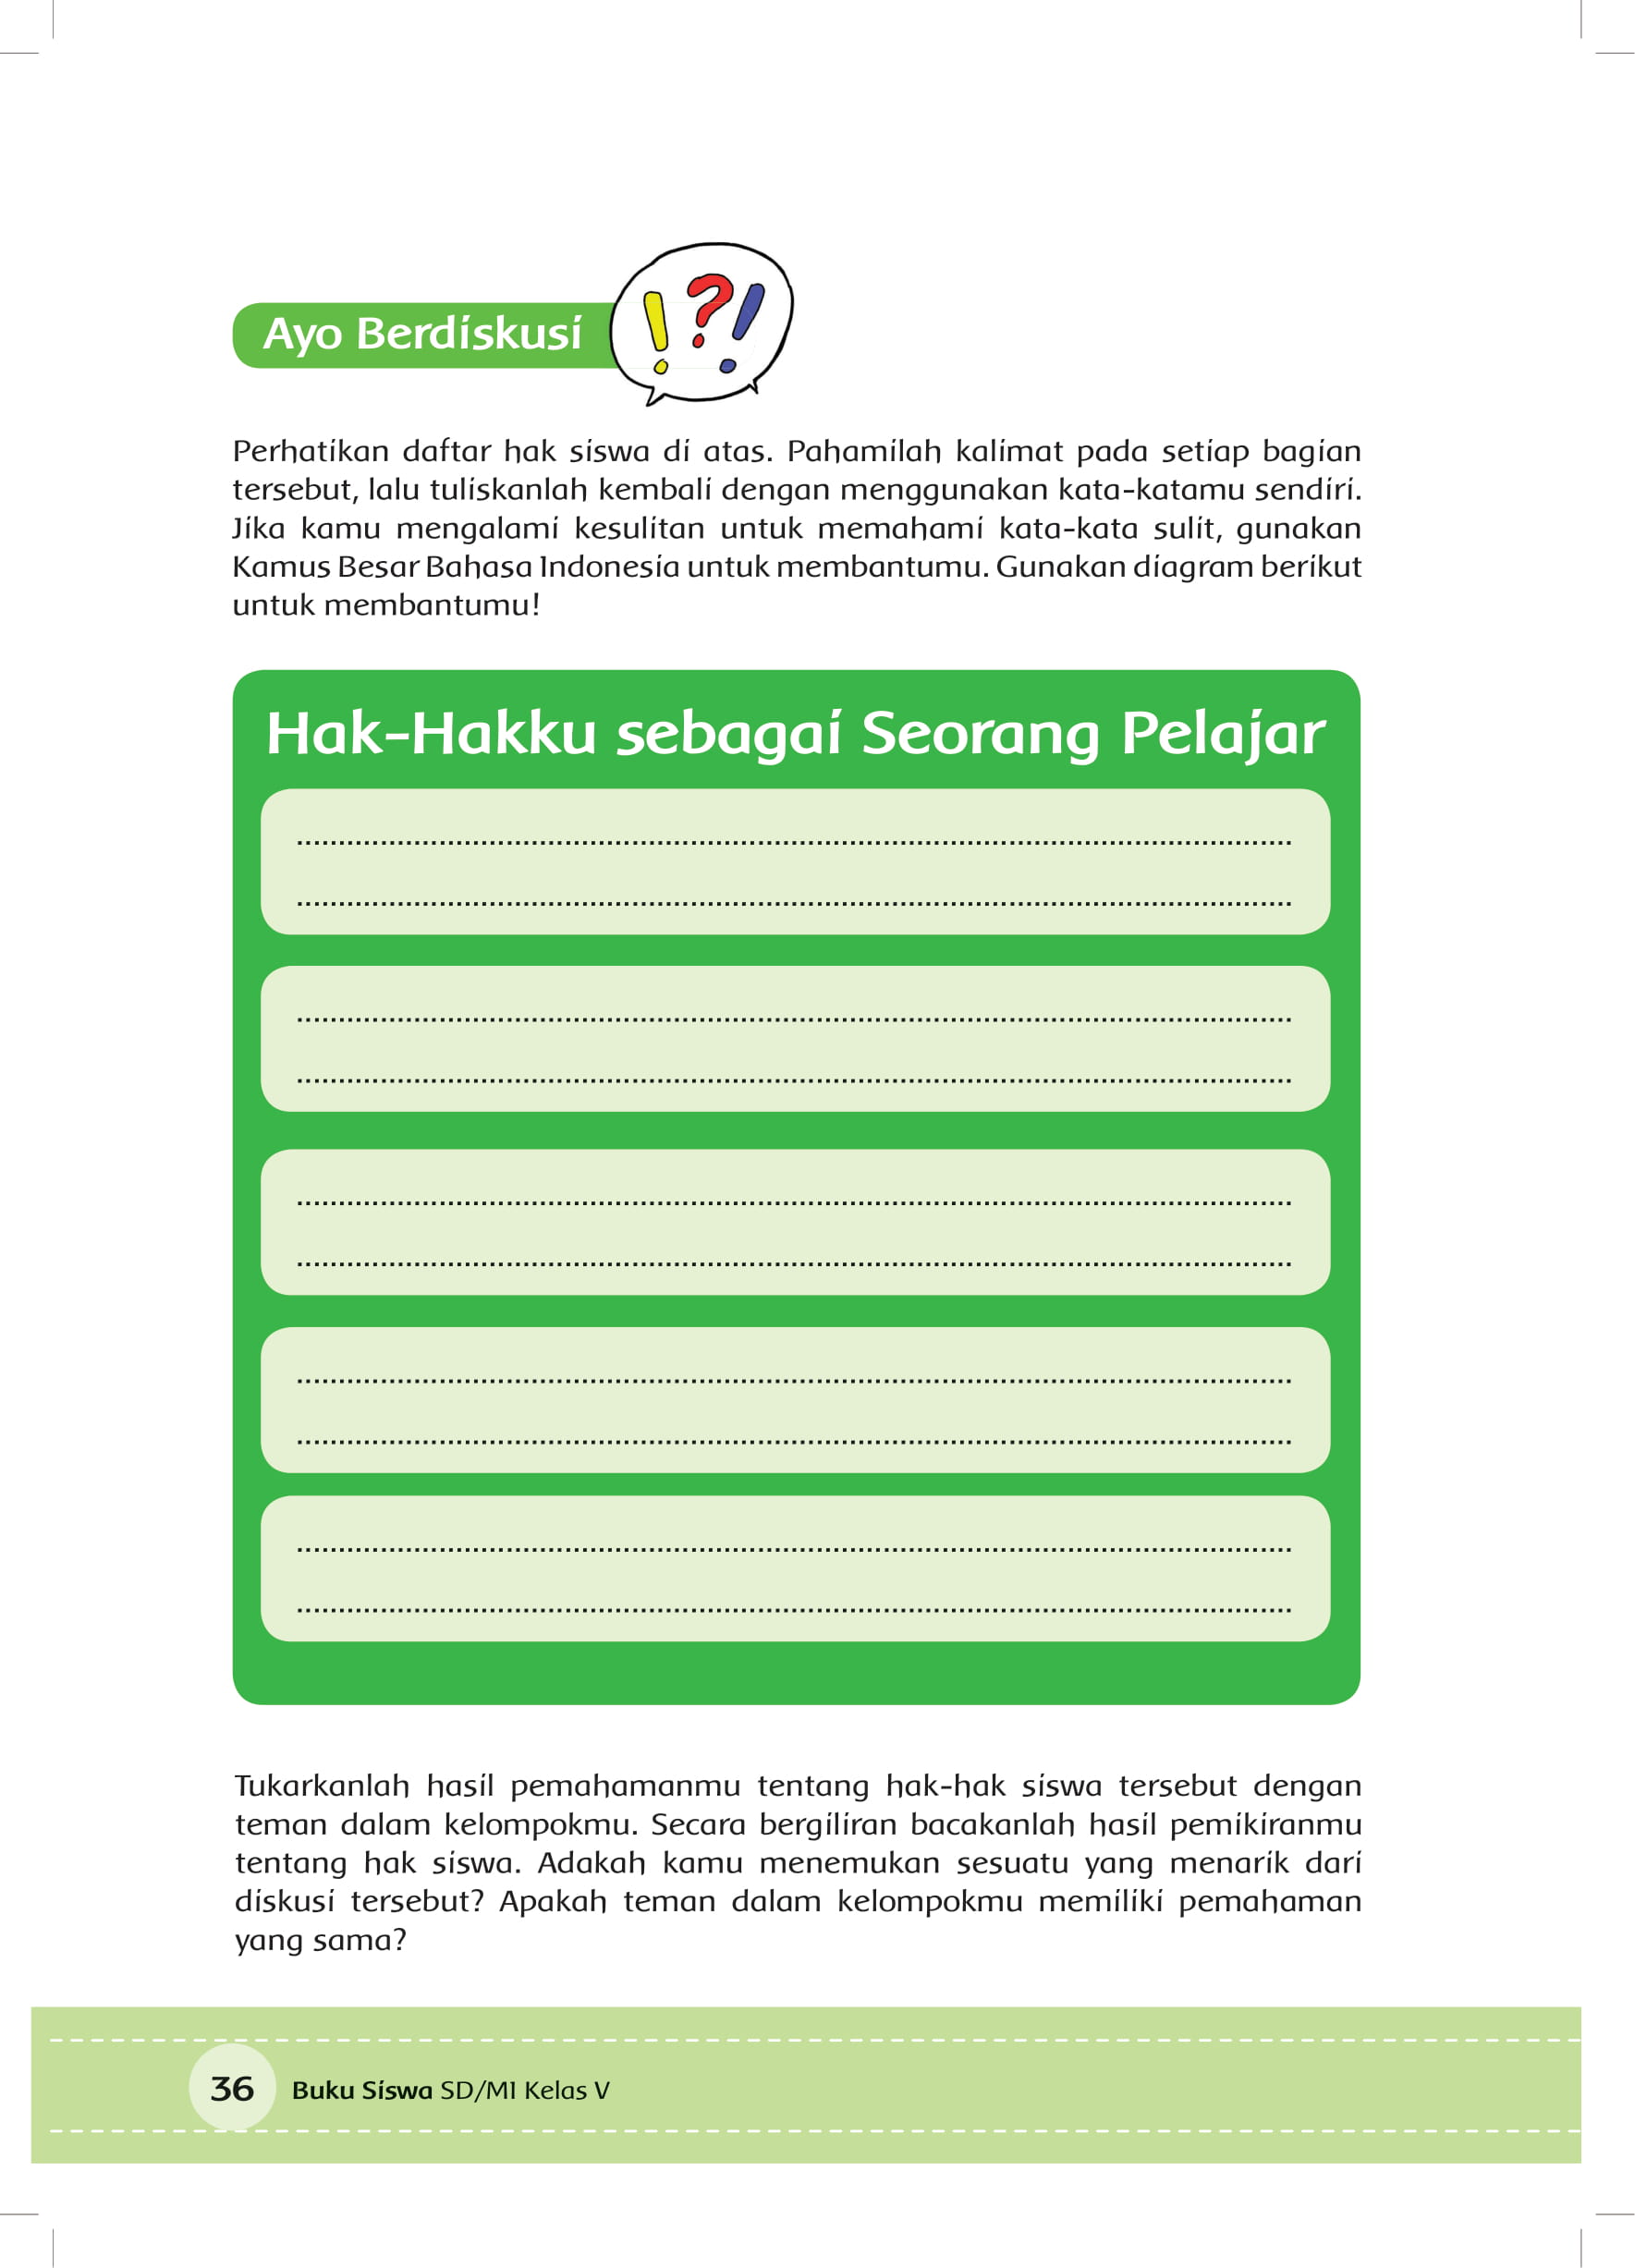 Ayo Berdiskusi
Perhatikan daftar hak siswa di atas. Pahamilah kalimat pada setiap bagian
tersebut, lalu tuliskanlah kembali dengan menggunakan kata-katamu sendiri.
Jika kamu mengalami kesulitan untuk memahami kata-kata sulit, gunakan
Kamus Besar Bahasa Indonesia untuk membantumu. Gunakan diagram berikut
untuk membantumu!
Hak-Hakku sebagai Seorang Pelajar
Tukarkanlah hasil pemahamanmu tentang hak-hak siswa tersebut dengan
teman dalam kelompokmu. Secara bergiliran bacakanlah hasil pemikiranmu
tentang hak siswa. Adakah kamu menemukan sesuatu yang menarik dari
diskusi tersebut? Apakah teman dalam kelompokmu memiliki pemahaman
yang sama?
36 Buku Siswa SD/MI Kelas V